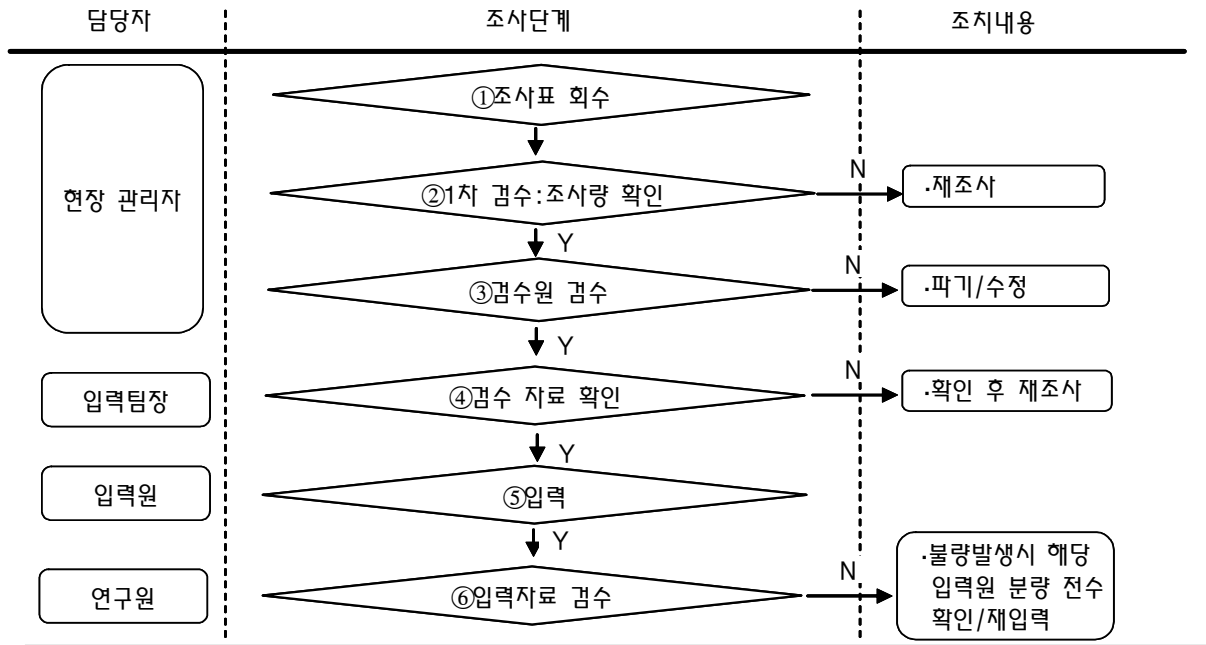 담당자 조사단계 조치내용
①조사표 회수
현장 관리자
②1차 검수:조사량 확인
N
·재조사
Y
③검수원 검수
N
·파기/수정
Y
입력팀장
④검수 자료 확인
N
·확인 후 재조사
Y
입력원
⑤입력
Y
연구원
⑥입력자료 검수
N
·불량발생시 해당
입력원 분량 전수
확인/재입력